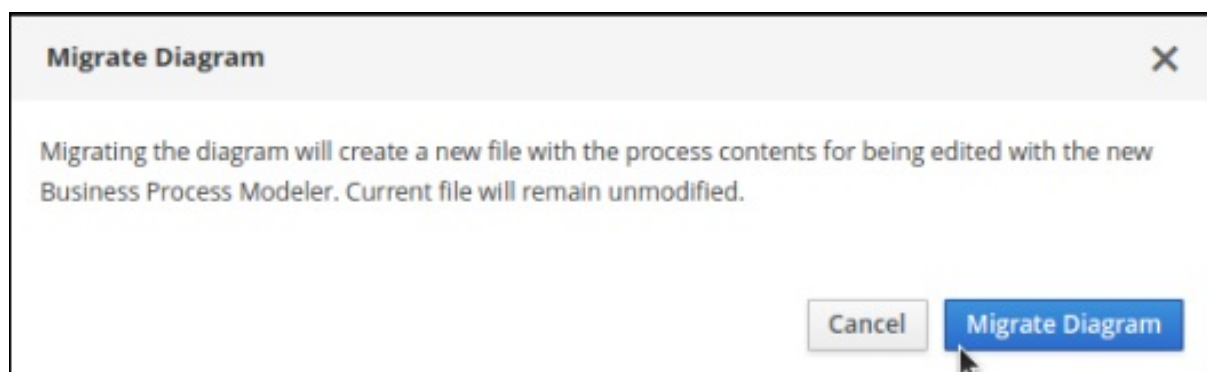 Migrate Diagram
Migrating the diagram will create a new file with the process contents for being edited with the new
Business Process Modeler. Current file will remain unmodified.
Cancel
Migrate Diagram